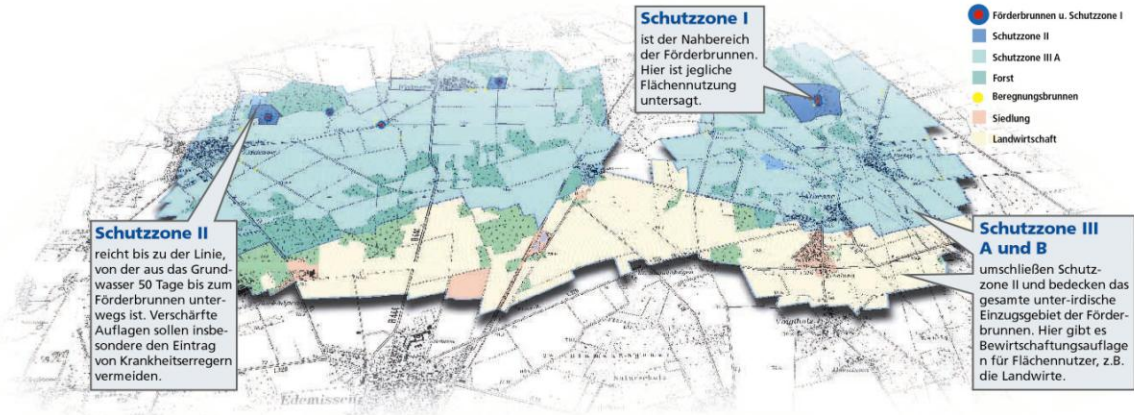 Schutzzone I
ist der Nahbereich
der Förderbrunnen.
Hier ist jegliche
Flächennutzung
untersagt.
Förderbrunnen u. Schutzzone I
Schutzzone II
Schutzzone III A
Forst
Beregnungsbrunnen
Siedlung
Landwirtschaft
Schutzzone II
reicht bis zu der Linie,
von der aus das Grund-
wasser 50 Tage bis zum
Förderbrunnen unter-
wegs ist. Verschärfte
Auflagen sollen insbe-
sondere den Eintrag
von Krankheitserregern
vermeiden.
Schutzzone III
A und B
umschließen Schutz-
zone II und bedecken das
gesamte unter-irdische
Einzugsgebiet der Förder-
brunnen. Hier gibt es
Bewirtschaftungsauflage
n für Flächennutzer, z.B.
die Landwirte.
Edemissen